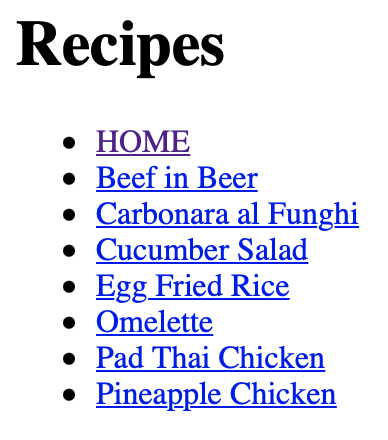 Recipes
HOME
Beef in Beer
Carbonara al Funghi
Cucumber Salad
Egg Fried Rice
Omelette
Pad Thai Chicken
Pineapple Chicken